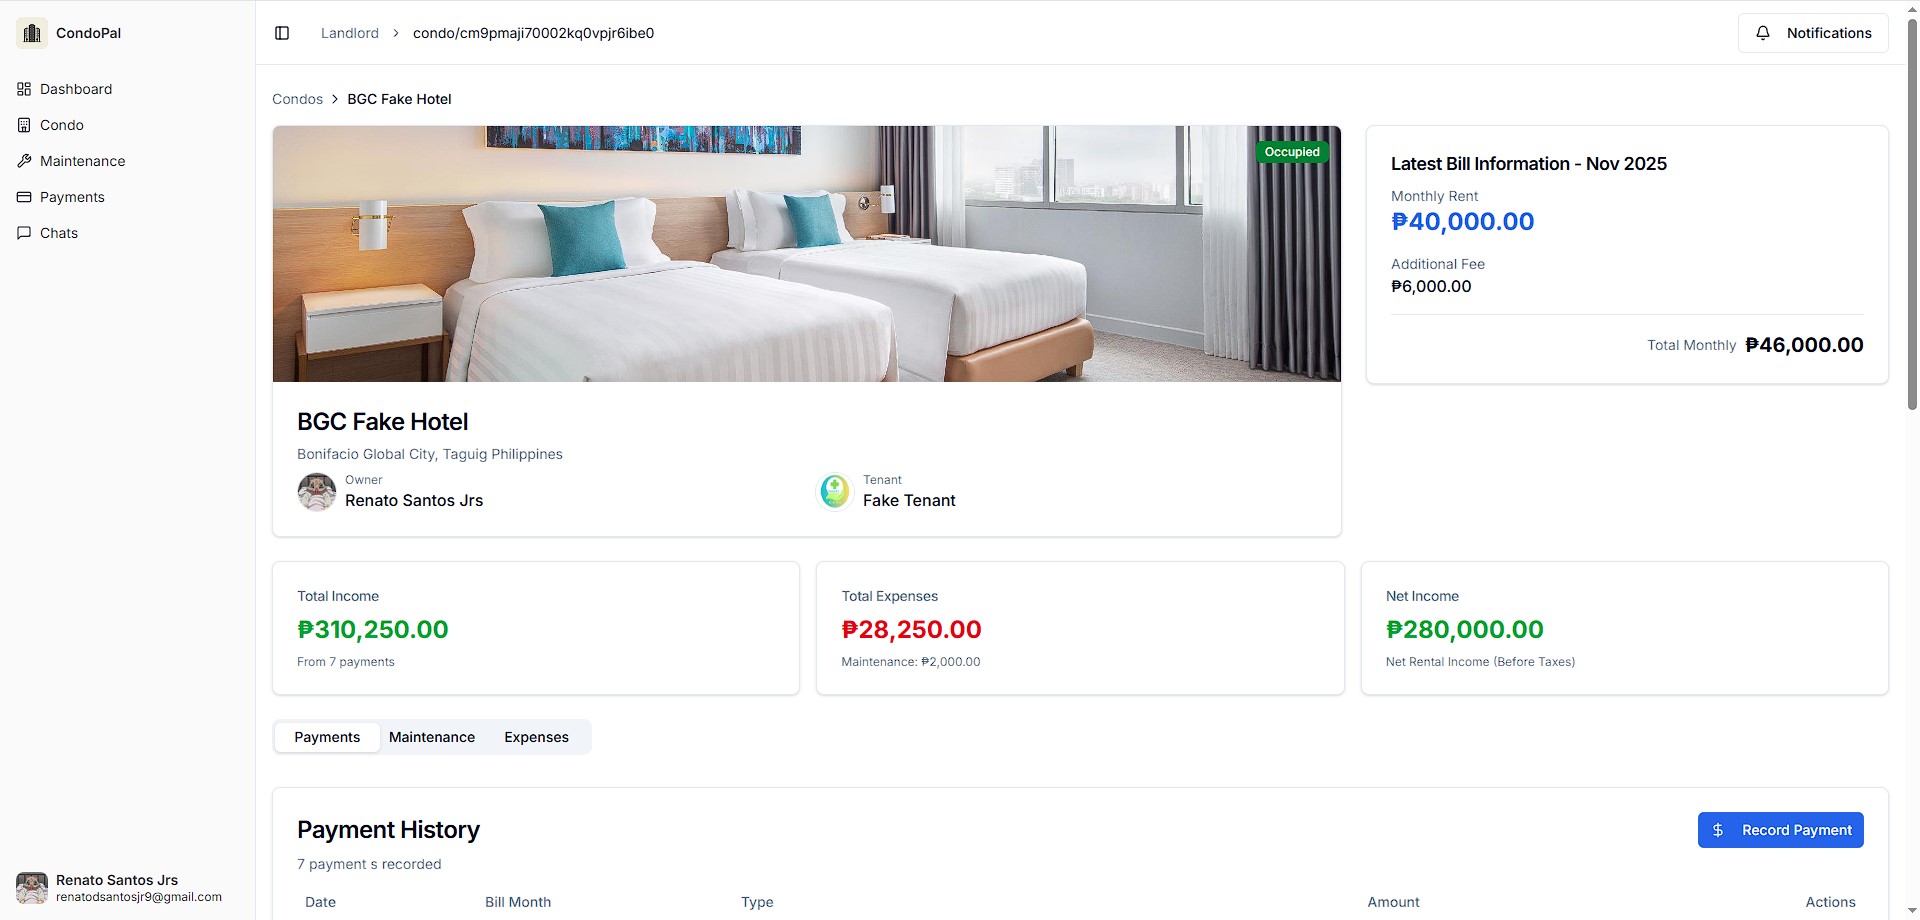 CondoPal
Dashboard
Condo
Maintenance
Payments
Chats
Renato Santos Jrs
renatodsantosjr9@gmail.com
Landlord > condo/cm9pmaji70002kq0vpjr6ibe0
Notifications
Condos > BGC Fake Hotel
Occupied
BGC Fake Hotel
Bonifacio Global City, Taguig Philippines
Owner
Renato Santos Jrs
Tenant
Fake Tenant
Latest Bill Information - Nov 2025
Monthly Rent
₱40,000.00
Additional Fee
₱6,000.00
Total Monthly ₱46,000.00
Total Income
₱310,250.00
From 7 payments
Total Expenses
₱28,250.00
Maintenance: ₱2,000.00
Net Income
₱280,000.00
Net Rental Income (Before Taxes)
Payments Maintenance Expenses
Payment History
7 payment s recorded
$ Record Payment
Date Bill Month Type Amount Actions